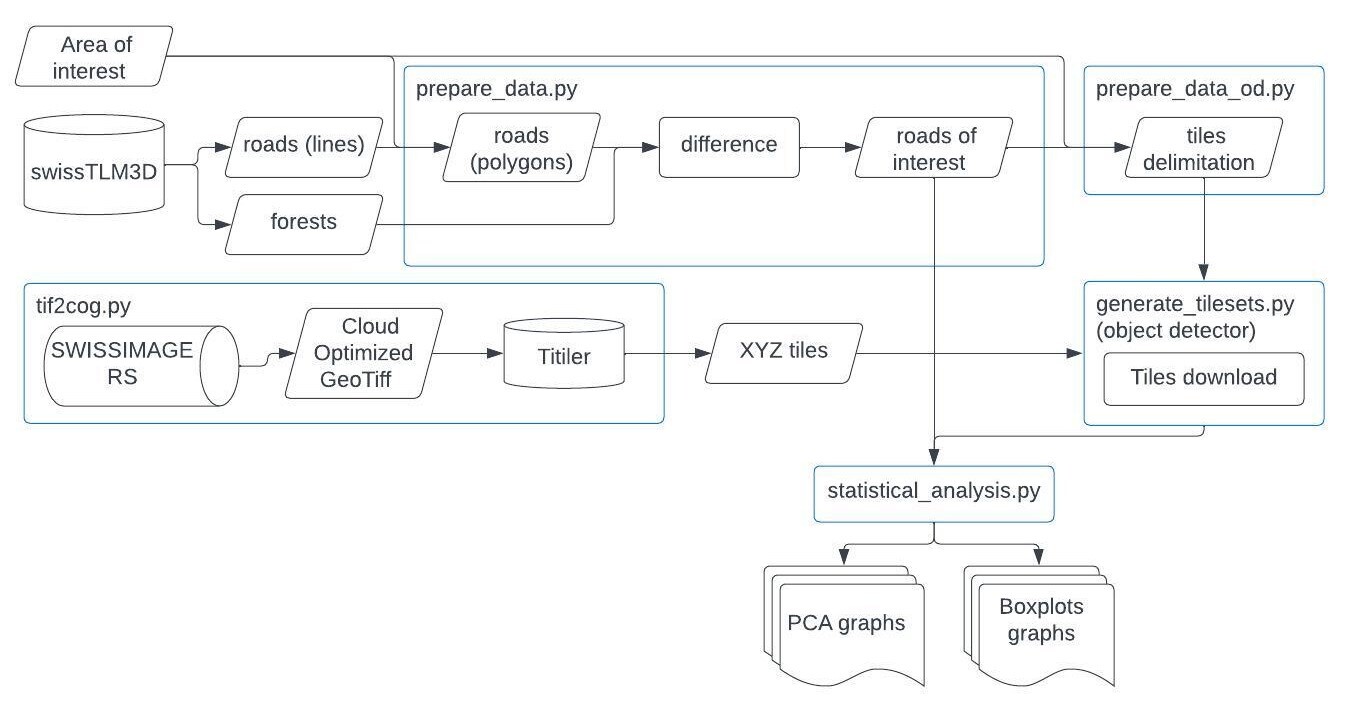 Area of
interest
prepare_data.py
prepare_data_od.py
swissTLM3D
roads (lines)
roads
(polygons)
difference
roads of
interest
tiles
delimitation
forests
tif2cog.py
SWISSIMAGE
RS
Cloud
Optimized
GeoTiff
Titiler
XYZ tiles
generate_tilesets.py
(object detector)
Tiles download
statistical_analysis.py
PCA graphs
Boxplots
graphs